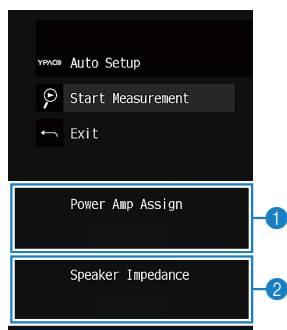 YPAO Auto Setup
Start Measurement
Exit
Power Amp Assign
1
Speaker Impedance
2